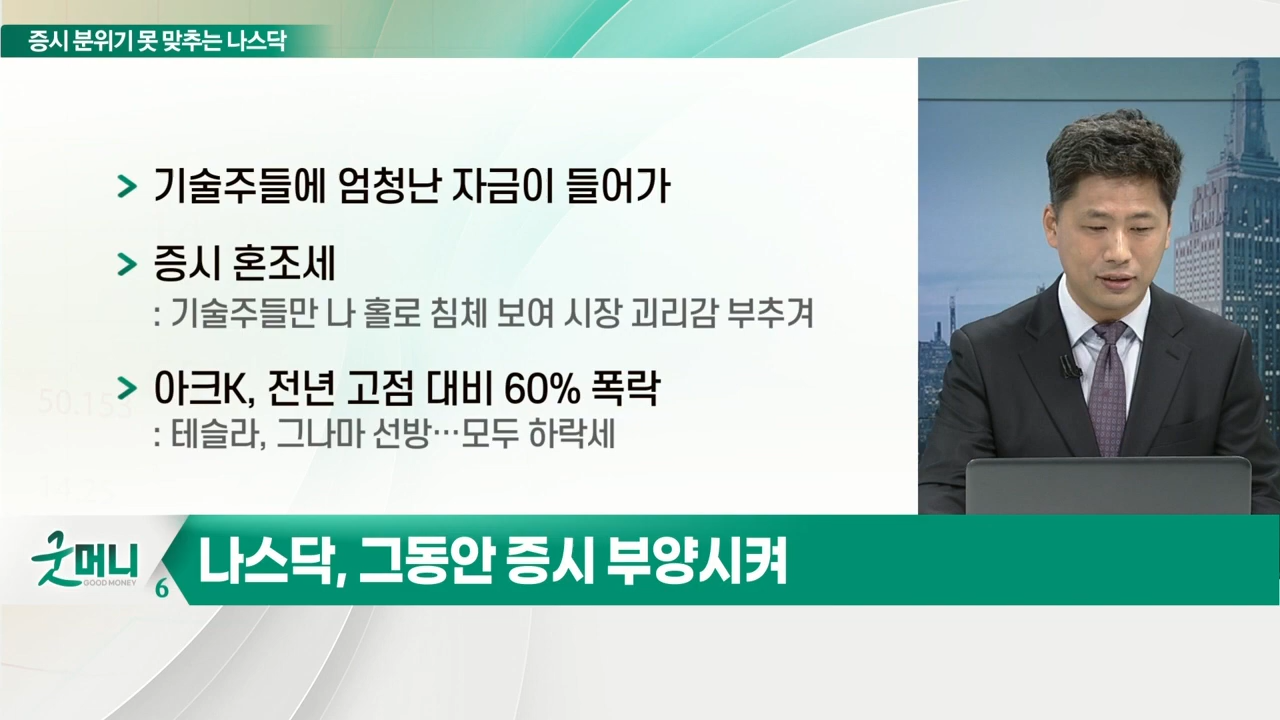 증시 분위기 못 맞추는 나스닥
> 기술주들에 엄청난 자금이 들어가
> 증시 혼조세
: 기술주들만 나 홀로 침체 보여 시장 괴리감 부추겨
> 아크K, 전년 고점 대비 60% 폭락
: 테슬라, 그나마 선방…모두 하락세
50.153
14.25
굿머니
GOOD MONEY
6
나스닥, 그동안 증시 부양시켜